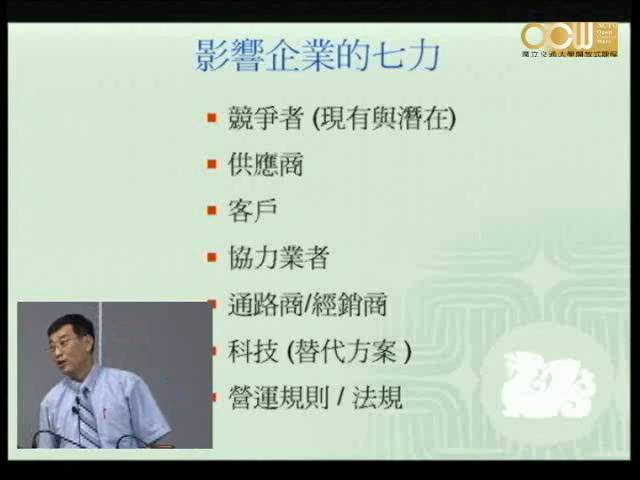 OCW
影響企業的七力
競爭者 (現有與潛在)
供應商
客戶
協力業者
通路商/經銷商
科技 (替代方案 )
營運規則 / 法規